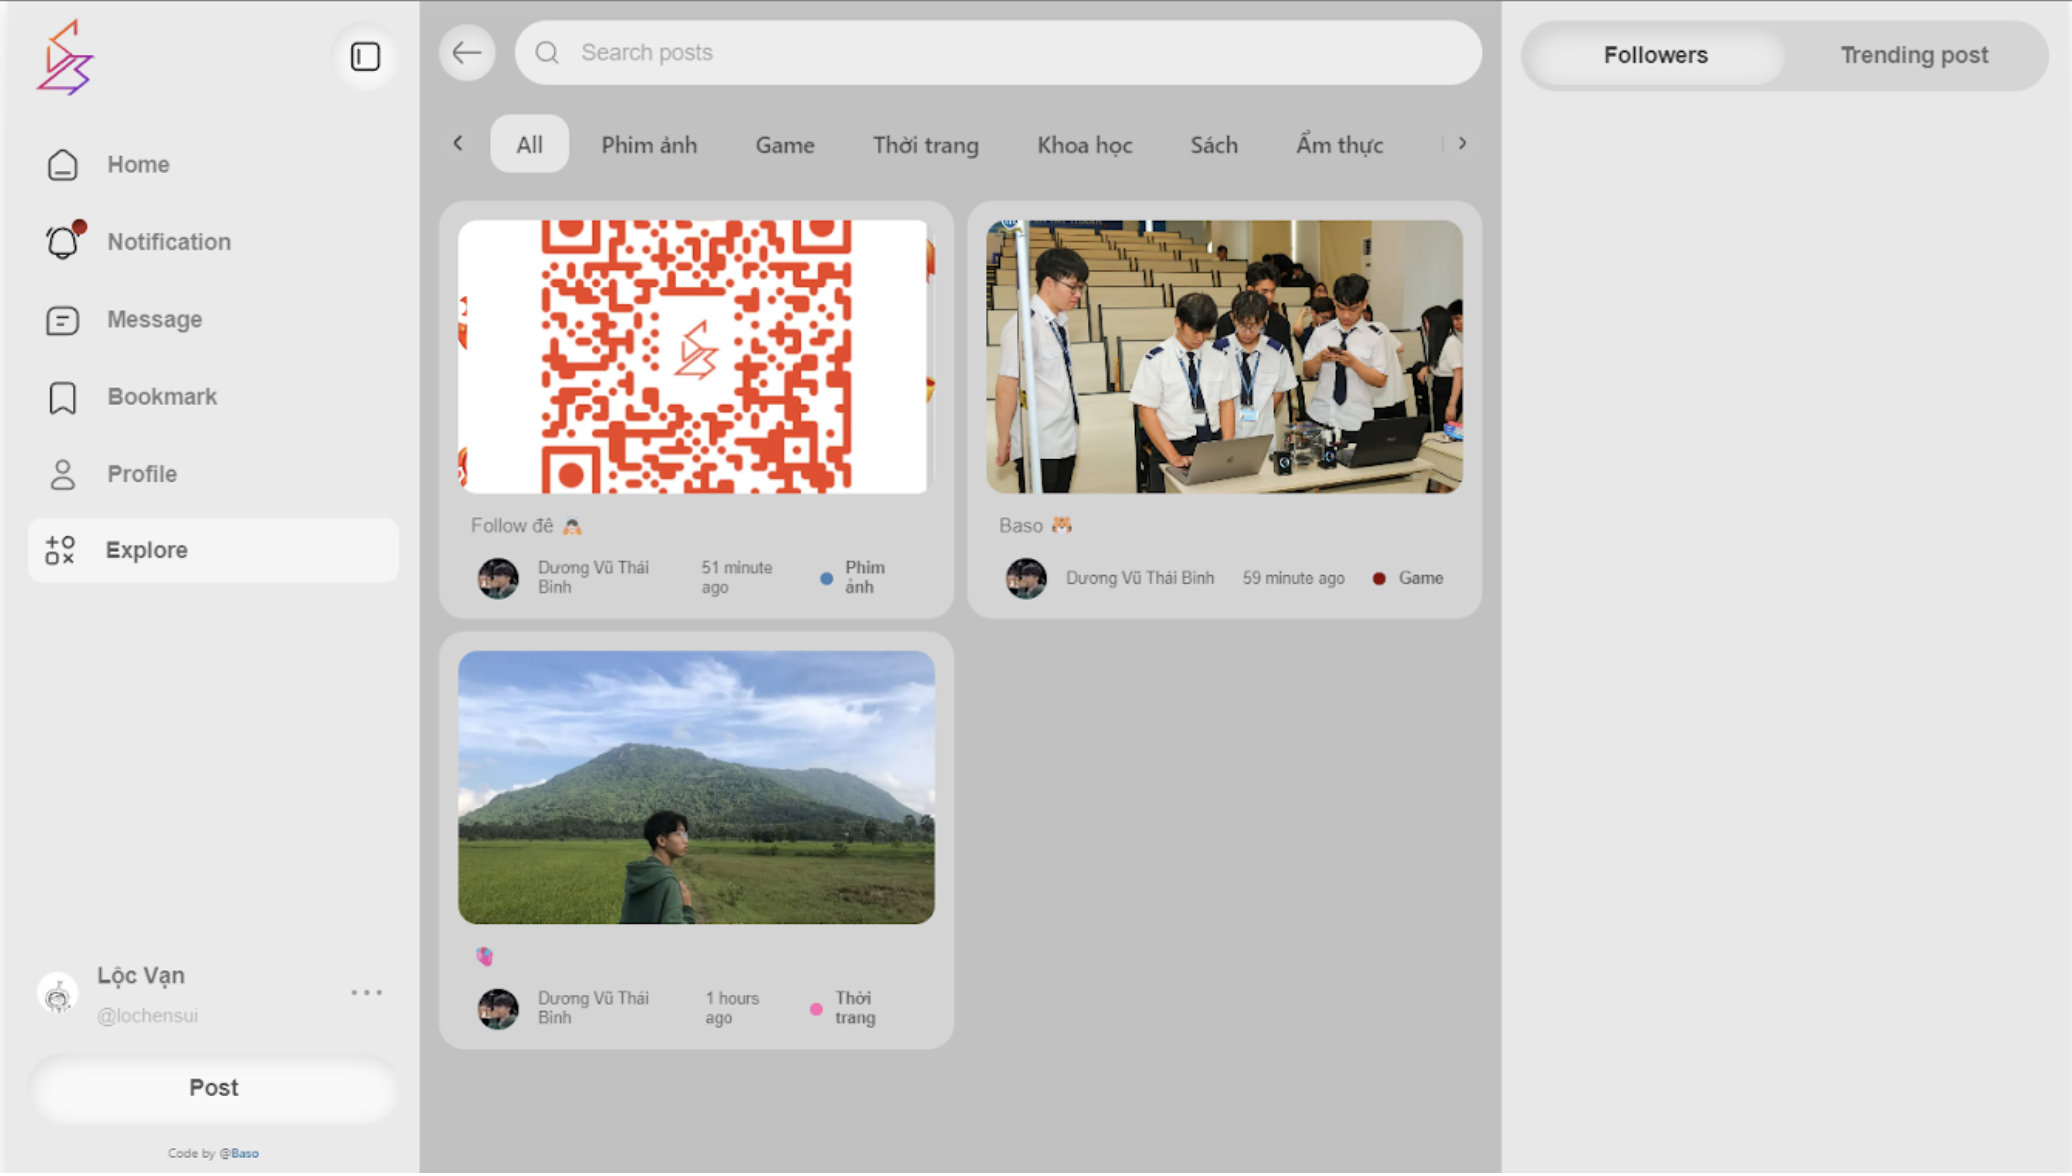 Search posts
Followers
Trending post
All
Phim ảnh
Game
Thời trang
Khoa học
Sách
Ẩm thực
Home
Notification
Message
Bookmark
Profile
Explore
Follow đê
Dương Vũ Thái
Bình
51 minute
ago
Phim
ảnh
Baso
Dương Vũ Thái Bình
59 minute ago
Game
Dương Vũ Thái
Bình
1 hours
ago
Thời
trang
Lộc Vạn
@lochensui
Post
Code by @Baso